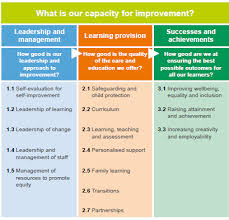 What is our capacity for improvement?
Leadership and
management
How good is our
leadership and
approach to
improvement?
1.1 Self-evaluation for
self-improvement
1.2 Leadership of learning
1.3 Leadership of change
1.4 Leadership and
management of staff
1.5 Management of
resources to promote
equity
Learning provision
How good is the quality
of the care and
education we offer?
2.1 Safeguarding and
child protection
2.2 Curriculum
2.3 Learning, teaching
and assessment
2.4 Personalised support
2.5 Family learning
2.6 Transitions
2.7 Partnerships
Successes and
achievements
How good are we at
ensuring the best
possible outcomes for
all our learners?
3.1 Improving wellbeing,
equality and inclusion
3.2 Raising attainment
and achievement
3.3 Increasing creativity
and employability